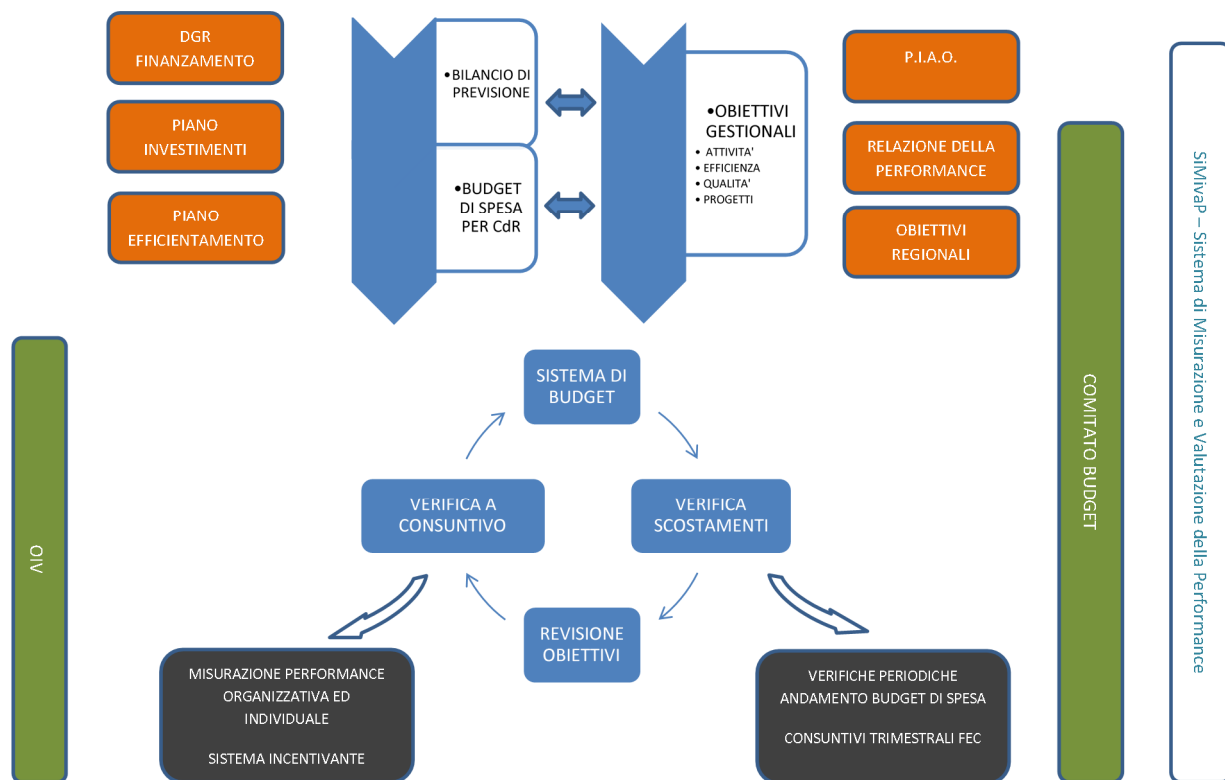 DGR
FINANZAMENTO
PIANO
INVESTIMENTI
PIANO
EFFICIENTAMENTO
•BILANCIO DI
PREVISIONE
•BUDGET
DI SPESA
PER CdR
•OBIETTIVI
GESTIONALI
• ATTIVITA'
• EFFICIENZA
• QUALITA'
• PROGETTI
P.I.A.O.
RELAZIONE DELLA
PERFORMANCE
OBIETTIVI
REGIONALI
SiMivaP – Sistema di Misurazione e Valutazione della Performance
COMITATO BUDGET
OIV
SISTEMA DI
BUDGET
VERIFICA A
CONSUNTIVO
VERIFICA
SCOSTAMENTI
REVISIONE
OBIETTIVI
MISURAZIONE PERFORMANCE
ORGANIZZATIVA ED
INDIVIDUALE
SISTEMA INCENTIVANTE
VERIFICHE PERIODICHE
ANDAMENTO BUDGET DI SPESA
CONSUNTIVI TRIMESTRALI FEC